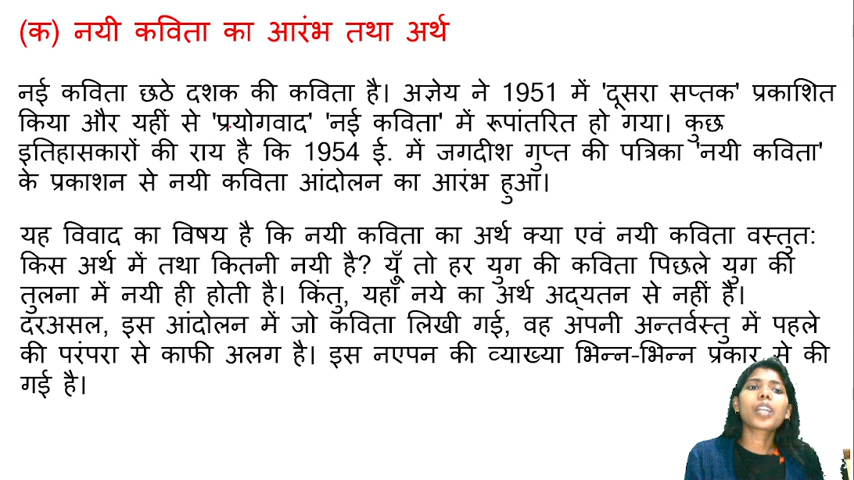 (क) नयी कविता का आरंभ तथा अर्थ
नई कविता छठे दशक की कविता है। अज्ञेय ने 1951 में 'दूसरा सप्तक' प्रकाशित
किया और यहीं से 'प्रयोगवाद' 'नई कविता' में रूपांतरित हो गया। कुछ
इतिहासकारों की राय है कि 1954 ई. में जगदीश गुप्त की पत्रिका 'नयी कविता'
के प्रकाशन से नयी कविता आंदोलन का आरंभ हुआ।
यह विवाद का विषय है कि नयी कविता का अर्थ क्या एवं नयी कविता वस्तुत:
किस अर्थ में तथा कितनी नयी है? यूँ तो हर युग की कविता पिछले युग की
तुलना में नयी ही होती है। किंतु, यहाँ नये का अर्थ अद्यतन से नहीं है।
दरअसल, इस आंदोलन में जो कविता लिखी गई, वह अपनी अन्तर्वस्तु में पहले
की परंपरा से काफी अलग है। इस नएपन की व्याख्या भिन्न-भिन्न प्रकार से की
गई है।